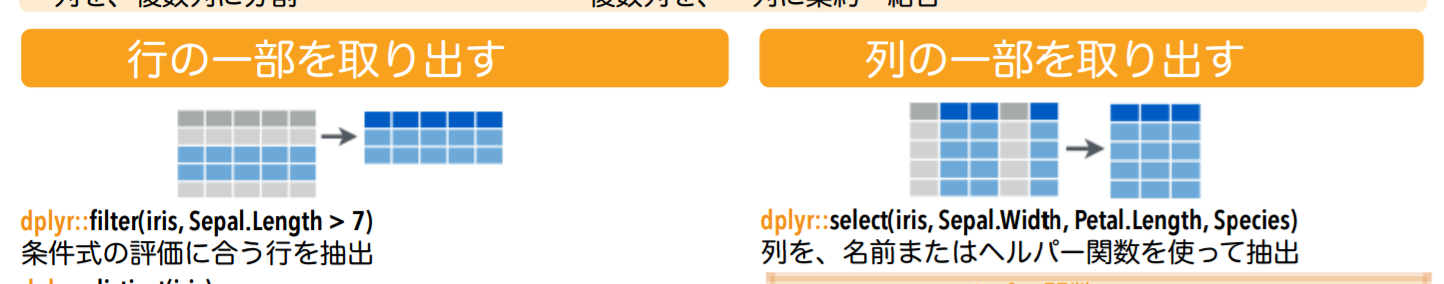 列を、複数列に分割
複数列を、一列に集約・結合
行の一部を取り出す
dplyr::filter(iris, Sepal.Length > 7)
条件式の評価に合う行を抽出
列の一部を取り出す
dplyr::select(iris, Sepal.Width, Petal.Length, Species)
列を、名前またはヘルパー関数を使って抽出